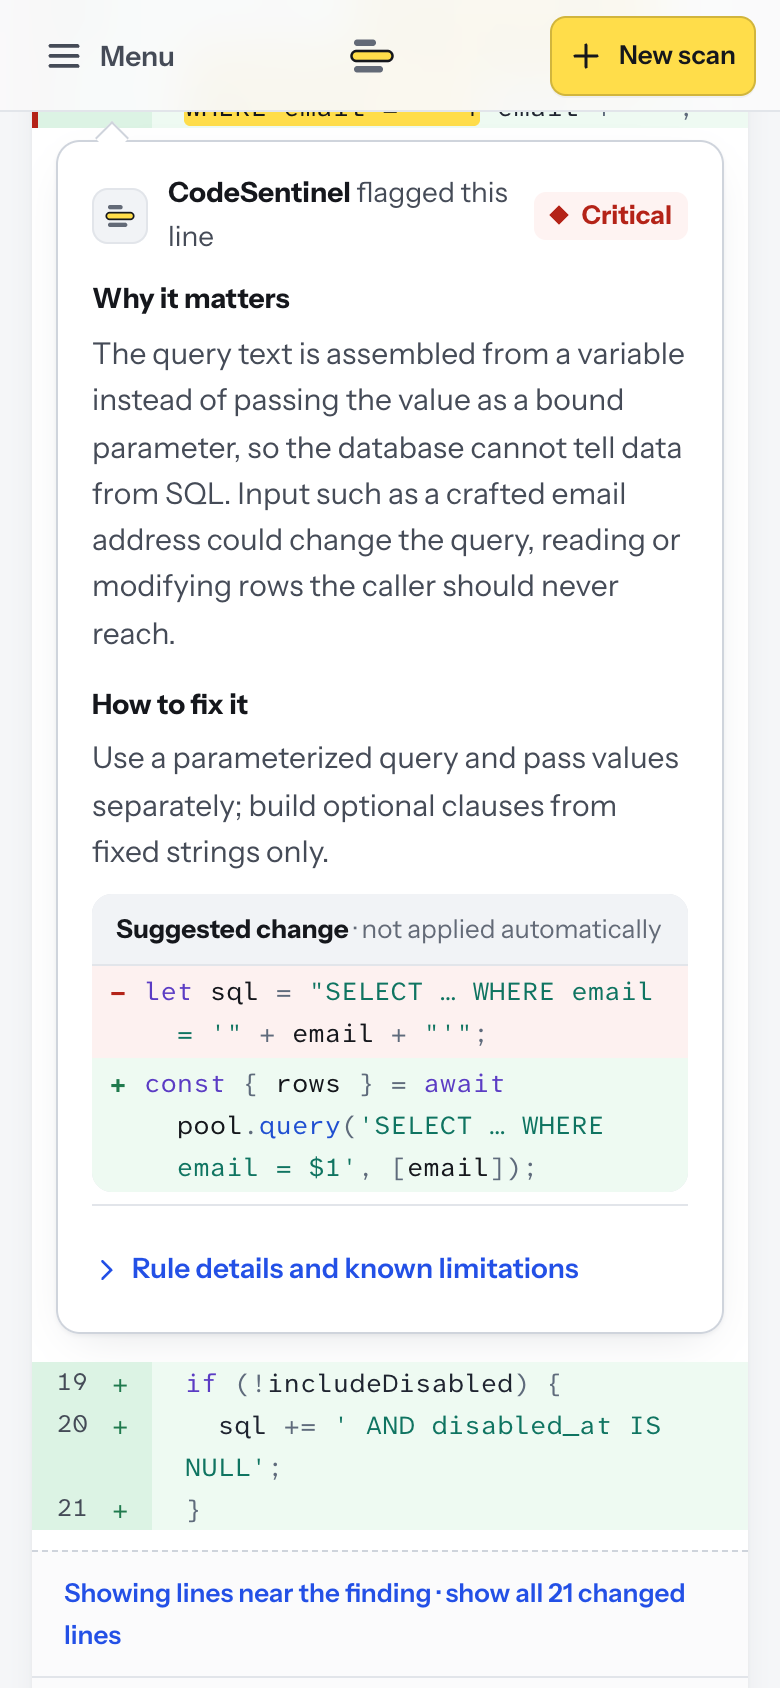 Menu
New scan
WHERE email = email + ;
CodeSentinel flagged this
line
Critical
Why it matters
The query text is assembled from a variable
instead of passing the value as a bound
parameter, so the database cannot tell data
from SQL. Input such as a crafted email
address could change the query, reading or
modifying rows the caller should never
reach.
How to fix it
Use a parameterized query and pass values
separately; build optional clauses from
fixed strings only.
Suggested change · not applied automatically
− let sql = "SELECT … WHERE email
= '" + email + "'";
+ const { rows } = await
pool.query('SELECT … WHERE
email = $1', [email]);
Rule details and known limitations
19 + if (!includeDisabled) {
20 + sql += ' AND disabled_at IS
NULL';
21 + }
Showing lines near the finding · show all 21 changed
lines